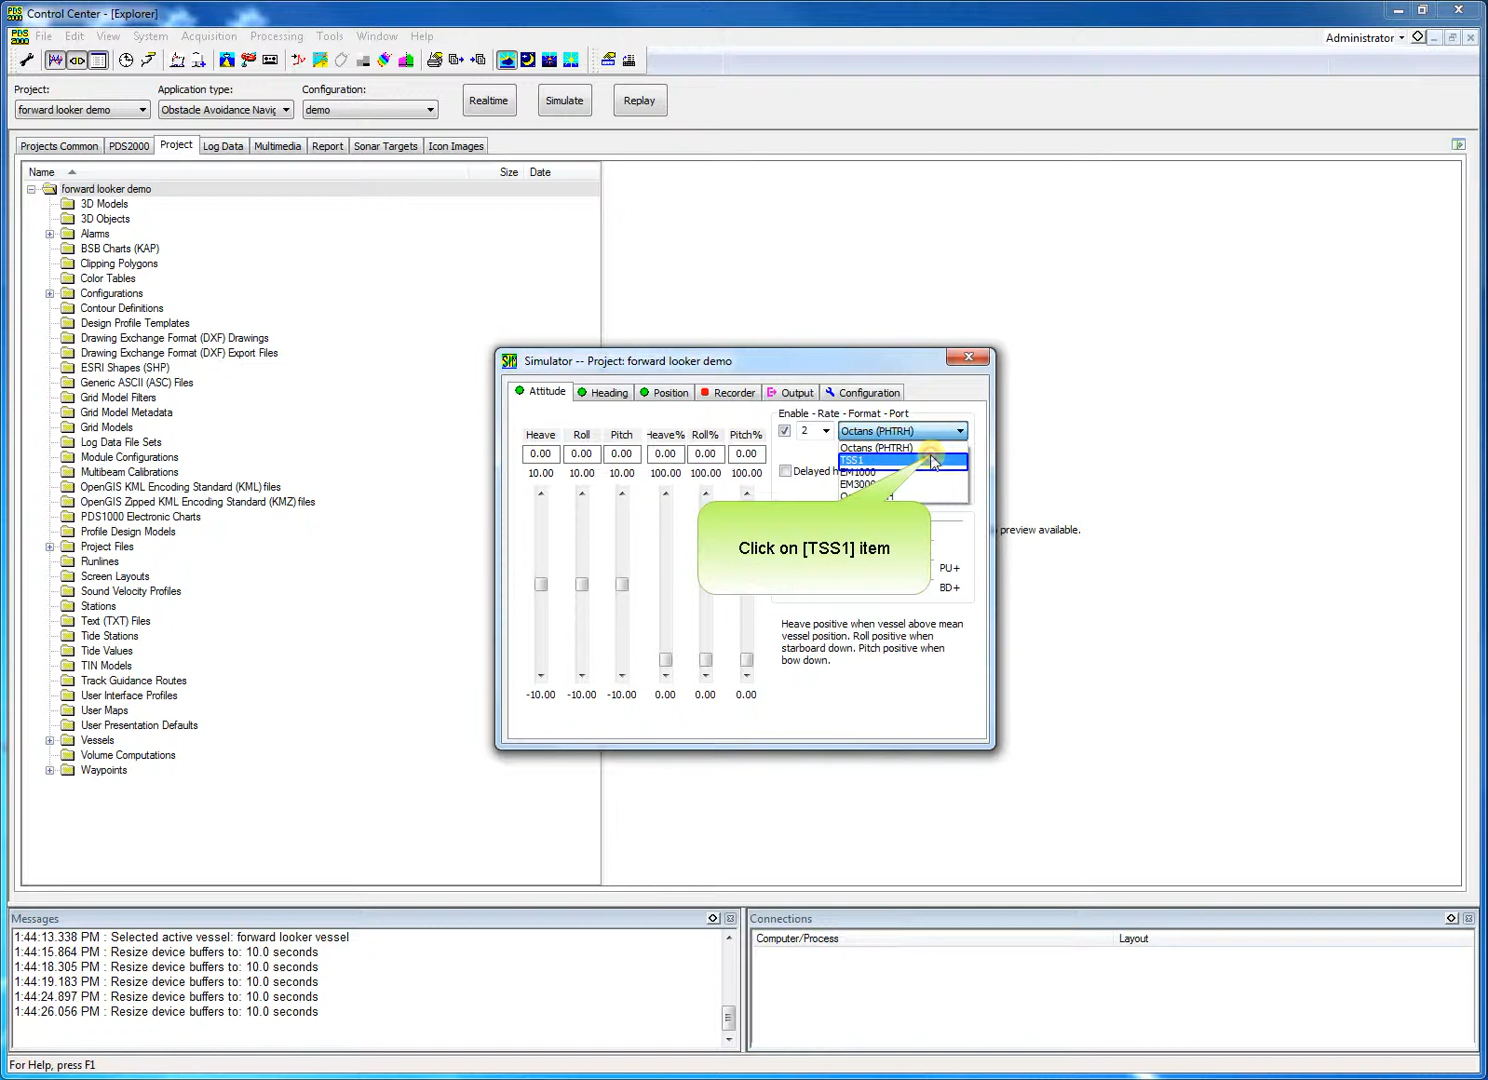 Control Center - [Explorer]
File Edit View System Acquisition Processing Tools Window Help
Administrator
Project: Application type: Configuration:
forward looker demo Obstacle Avoidance Navig demo Realtime Simulate Replay
Projects Common PDS2000 Project Log Data Multimedia Report Sonar Targets Icon Images
Name Size Date
forward looker demo
3D Models
3D Objects
Alarms
BSB Charts (KAP)
Clipping Polygons
Color Tables
Configurations
Contour Definitions
Design Profile Templates
Drawing Exchange Format (DXF) Drawings
Drawing Exchange Format (DXF) Export Files
ESRI Shapes (SHP)
Generic ASCII (ASC) Files
Grid Model Filters
Grid Model Metadata
Grid Models
Log Data File Sets
Module Configurations
Multibeam Calibrations
OpenGIS KML Encoding Standard (KML) files
OpenGIS Zipped KML Encoding Standard (KMZ) files
PDS1000 Electronic Charts
Profile Design Models
Project Files
Runlines
Screen Layouts
Sound Velocity Profiles
Stations
Text (TXT) Files
Tide Stations
Tide Values
TIN Models
Track Guidance Routes
User Interface Profiles
User Maps
User Presentation Defaults
Vessels
Volume Computations
Waypoints
preview available.
Simulator -- Project: forward looker demo
Attitude Heading Position Recorder Output Configuration
Heave Roll Pitch Heave% Roll% Pitch%
0.00 0.00 0.00 0.00 0.00 0.00
10.00 10.00 10.00 100.00 100.00 100.00
-10.00 -10.00 -10.00 0.00 0.00 0.00
Enable - Rate - Format - Port
2 Octans (PHTRH)
Octans (PHTRH)
TSS1
EM1000
Delayed
Click on [TSS1] item
PU+
BD+
Heave positive when vessel above mean
vessel position. Roll positive when
starboard down. Pitch positive when
bow down.
Messages
1:44:13.338 PM : Selected active vessel: forward looker vessel
1:44:15.864 PM : Resize device buffers to: 10.0 seconds
1:44:18.305 PM : Resize device buffers to: 10.0 seconds
1:44:19.183 PM : Resize device buffers to: 10.0 seconds
1:44:24.897 PM : Resize device buffers to: 10.0 seconds
1:44:26.056 PM : Resize device buffers to: 10.0 seconds
Connections
Computer/Process Layout
For Help, press F1